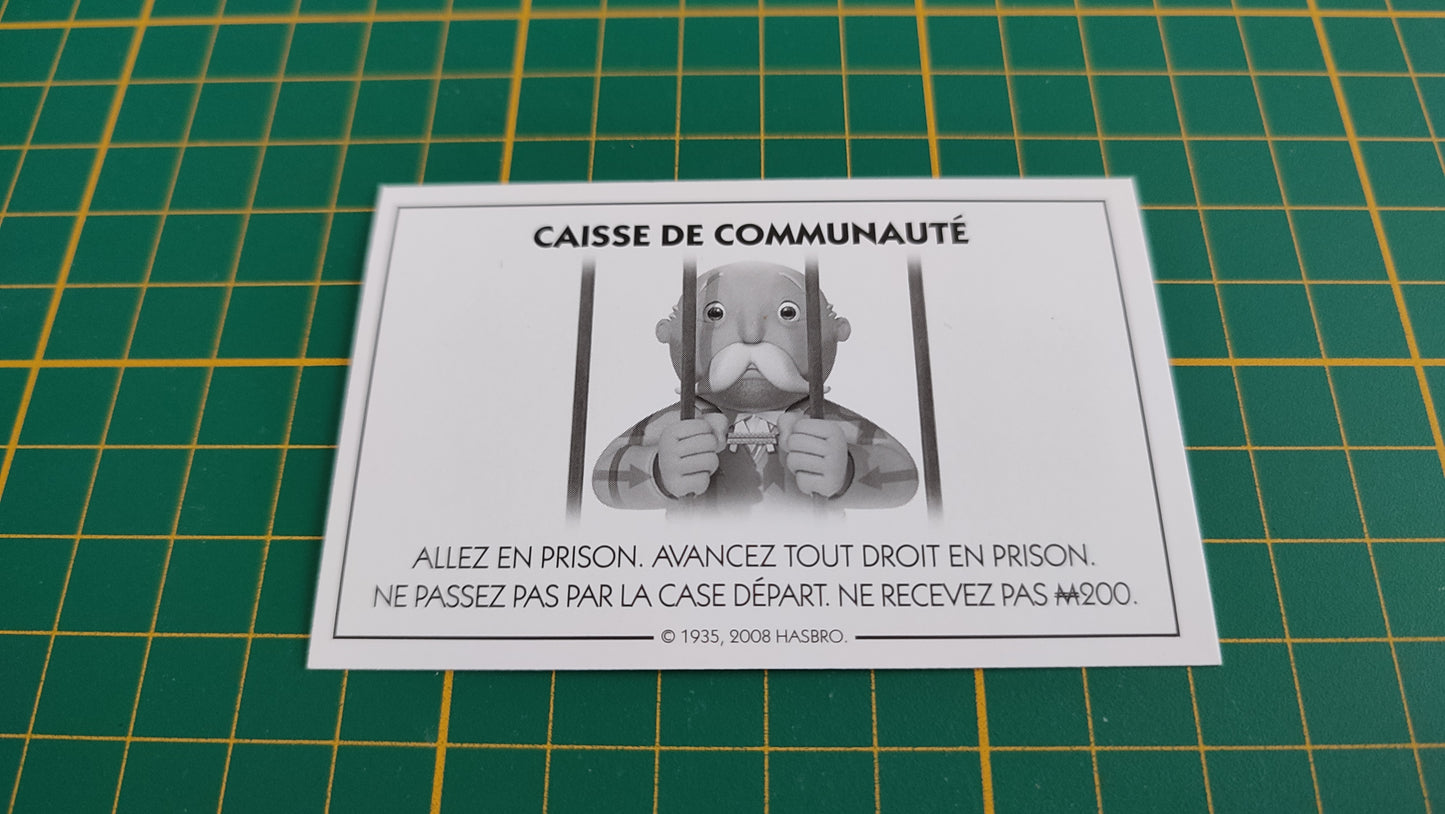 CAISSE DE COMMUNAUTÉ
ALLEZ EN PRISON. AVANCEZ TOUT DROIT EN PRISON.
NE PASSEZ PAS PAR LA CASE DÉPART. NE RECEVEZ PAS ₩200.
© 1935, 2008 HASBRO.